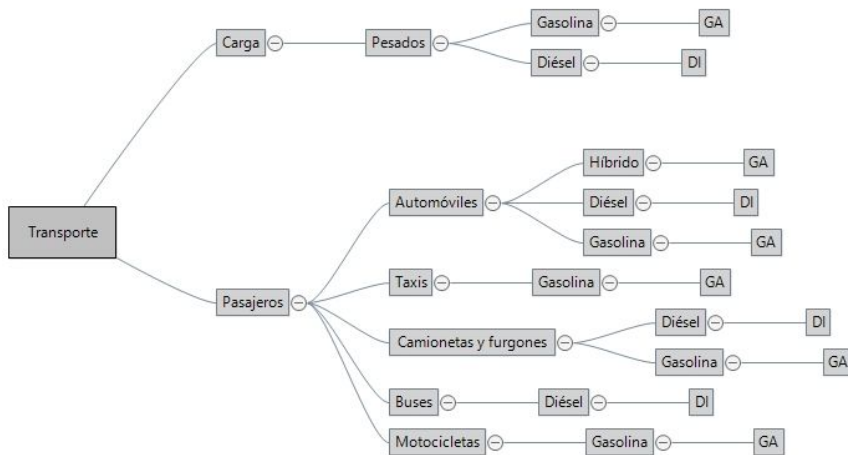 Transporte
Carga
Pesados
Gasolina
GA
Diésel
DI
Pasajeros
Automóviles
Híbrido
GA
Diésel
DI
Gasolina
GA
Taxis
Gasolina
GA
Camionetas y furgones
Diésel
DI
Gasolina
GA
Buses
Diésel
DI
Motocicletas
Gasolina
GA